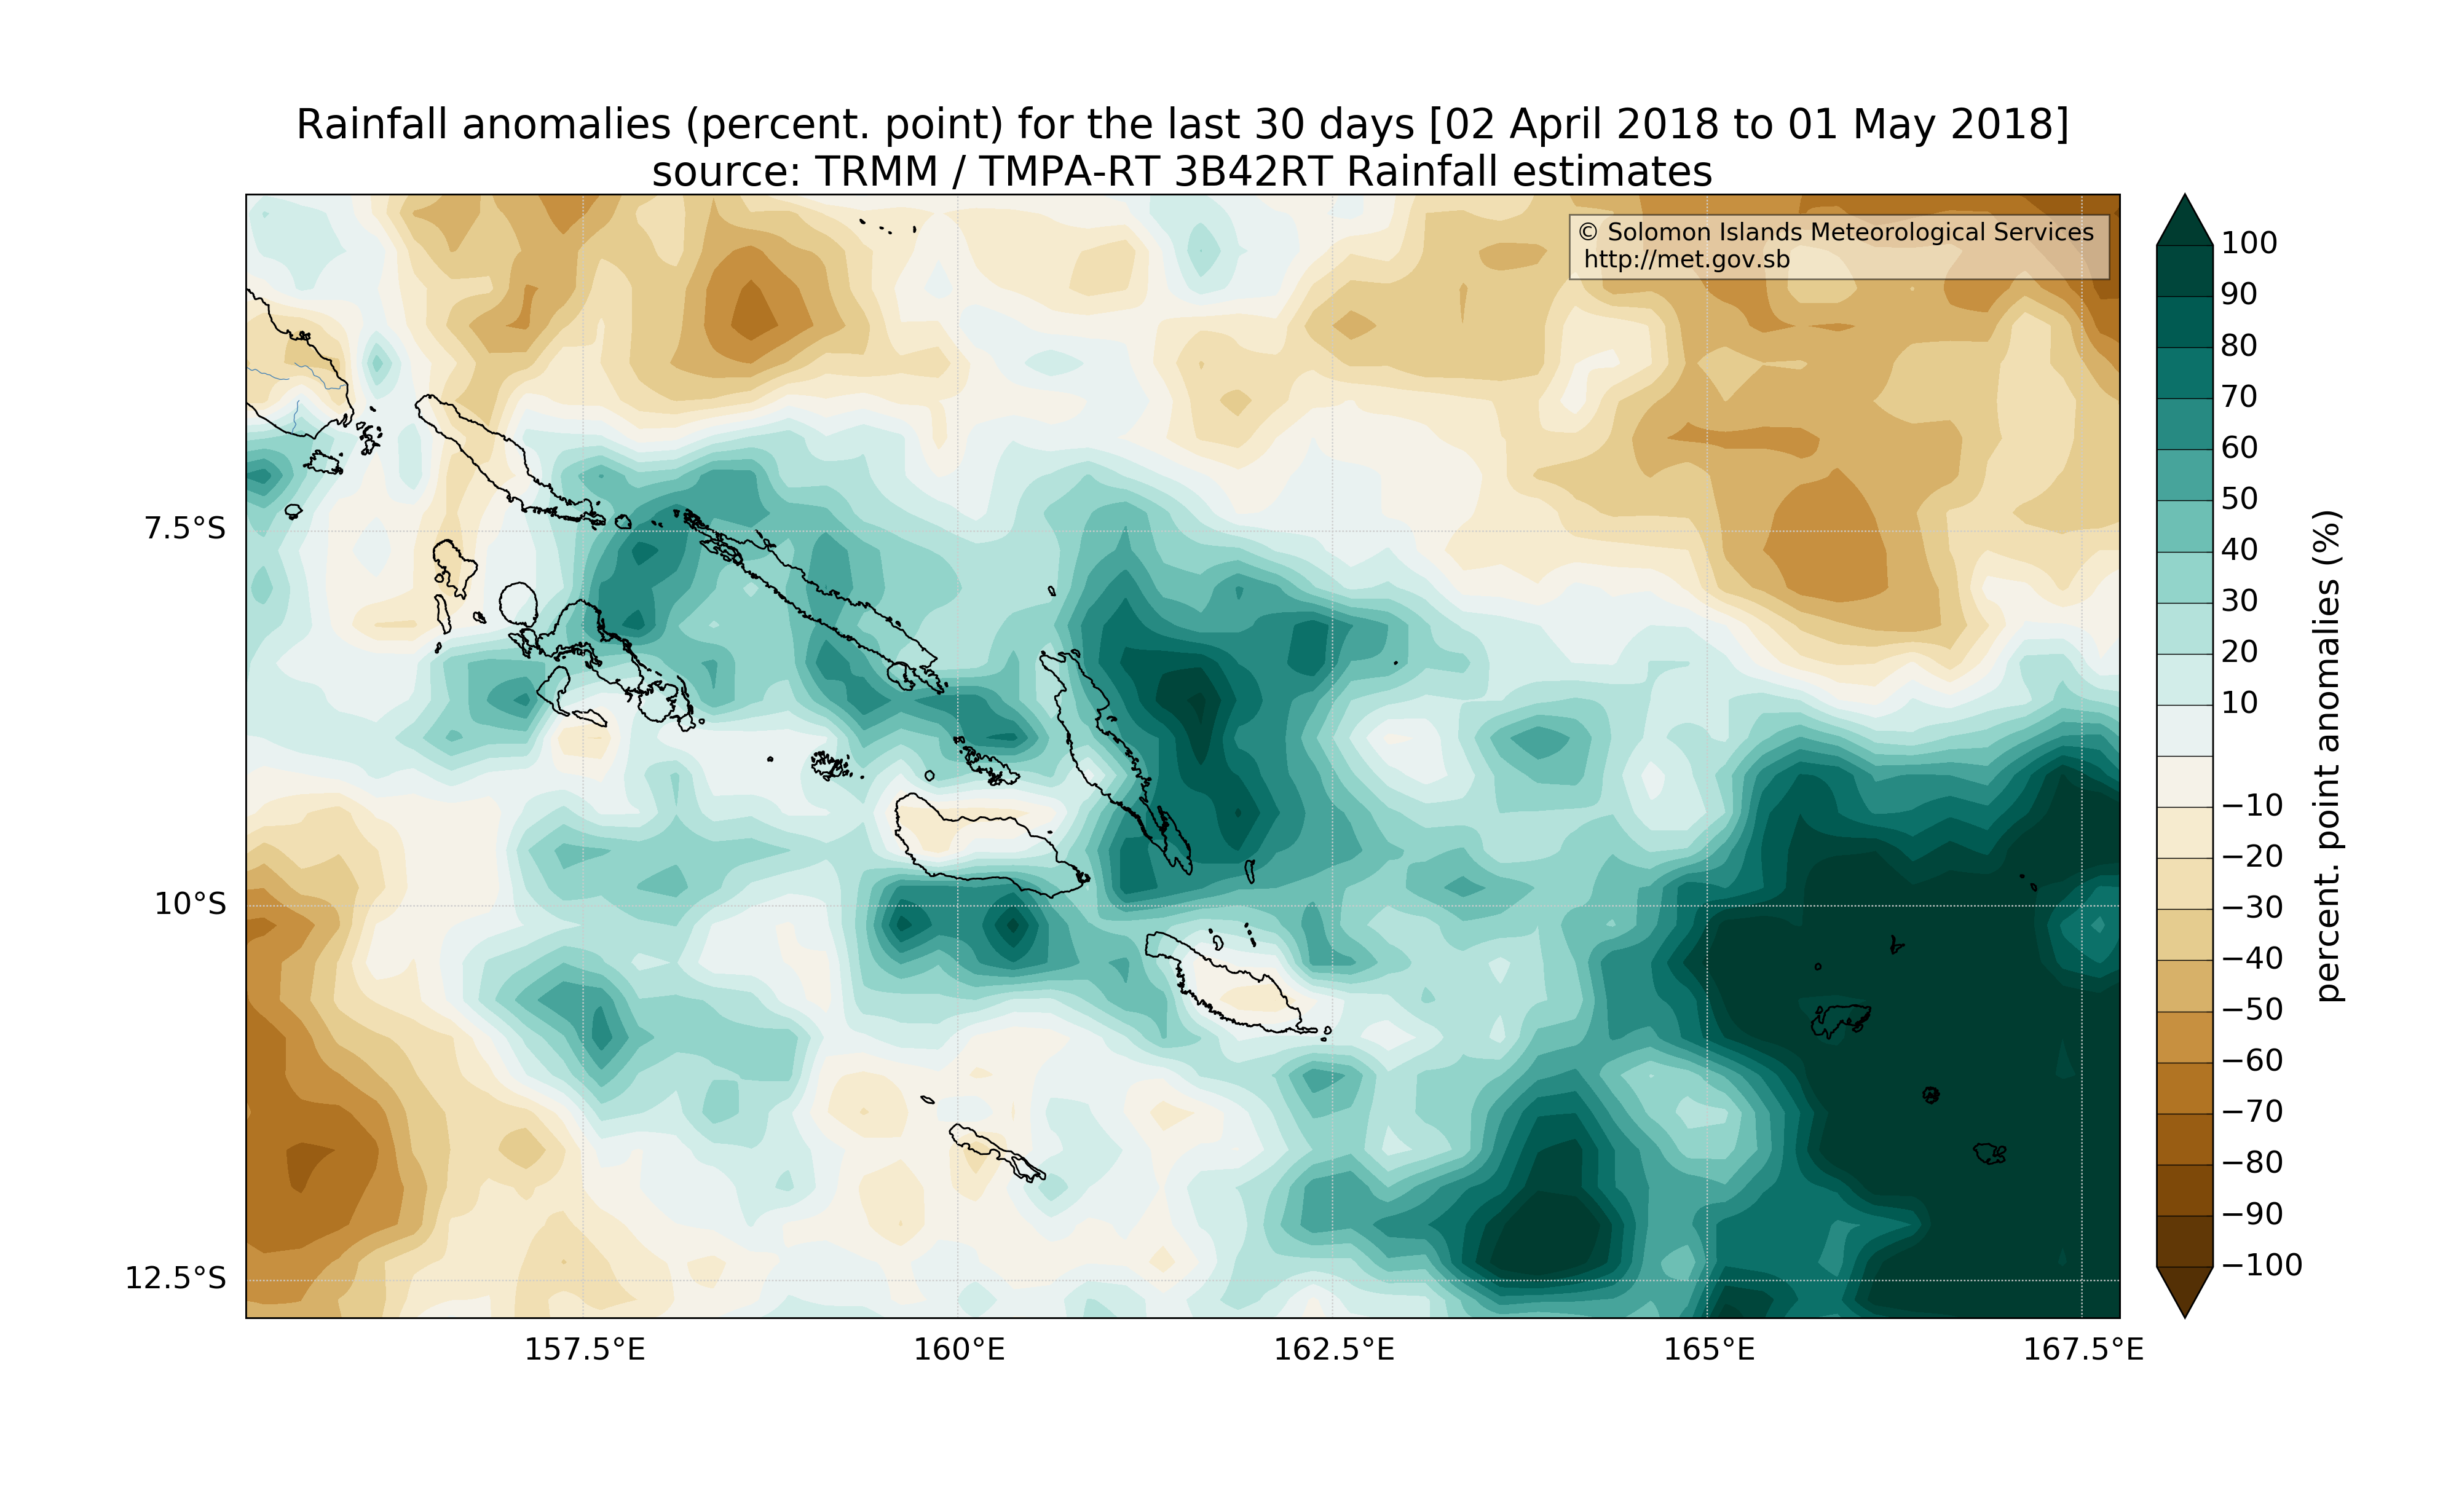 Rainfall anomalies (percent. point) for the last 30 days [02 April 2018 to 01 May 2018]
source: TRMM / TMPA-RT 3B42RT Rainfall estimates
© Solomon Islands Meteorological Services
http://met.gov.sb
7.5°S
10°S
12.5°S
157.5°E
160°E
162.5°E
165°E
167.5°E
100
90
80
70
60
50
40
30
20
10
−10
−20
−30
−40
−50
−60
−70
−80
−90
−100
percent. point anomalies (%)